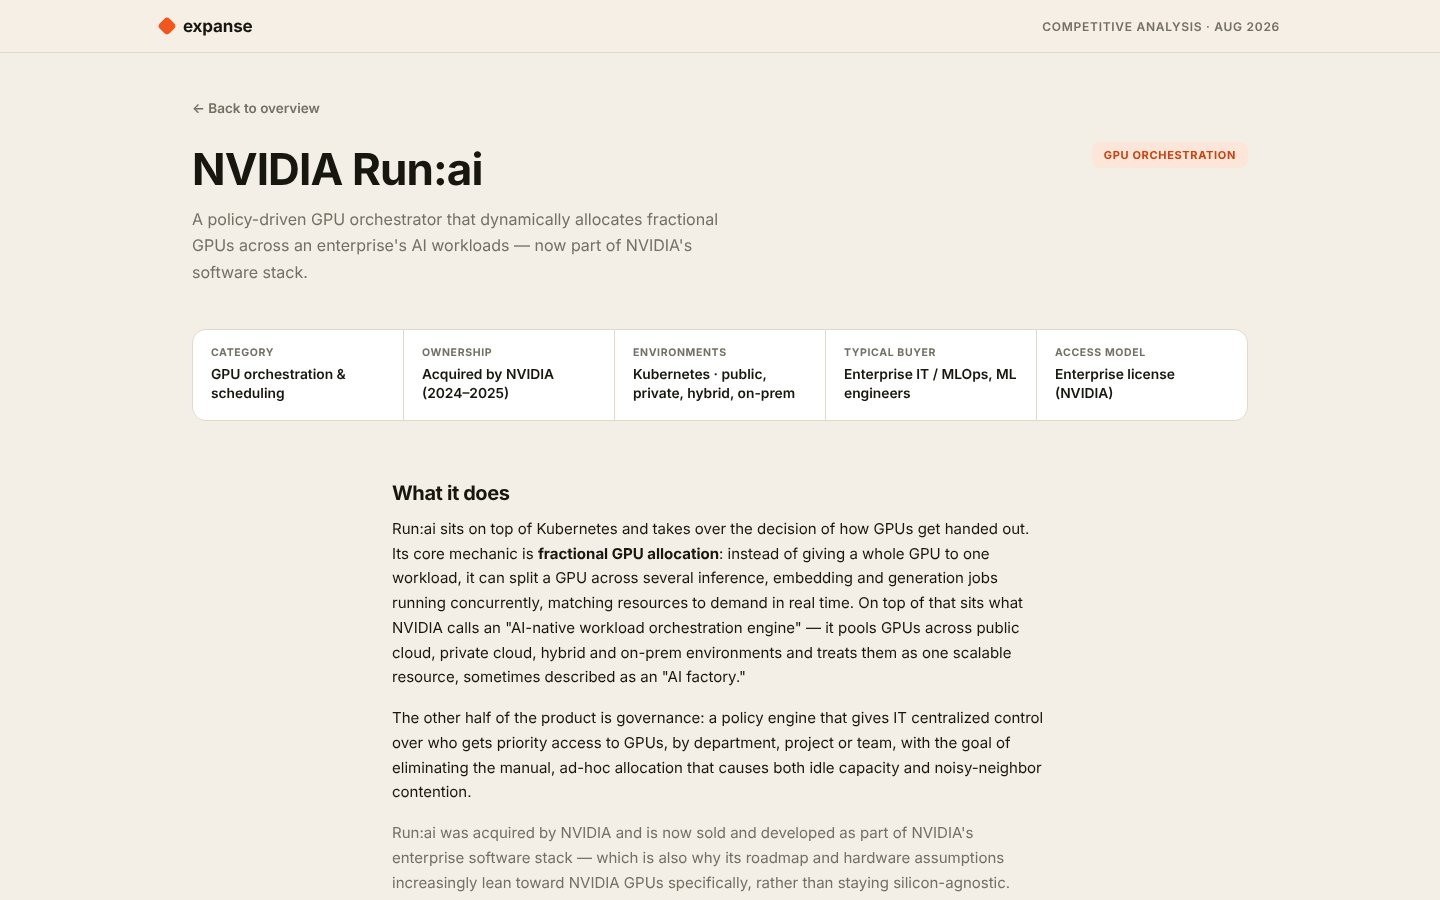 expanse
COMPETITIVE ANALYSIS · AUG 2026
← Back to overview
NVIDIA Run:ai
GPU ORCHESTRATION
A policy-driven GPU orchestrator that dynamically allocates fractional
GPUs across an enterprise's AI workloads — now part of NVIDIA's
software stack.
CATEGORY
GPU orchestration &
scheduling
OWNERSHIP
Acquired by NVIDIA
(2024–2025)
ENVIRONMENTS
Kubernetes · public,
private, hybrid, on-prem
TYPICAL BUYER
Enterprise IT / MLOps, ML
engineers
ACCESS MODEL
Enterprise license
(NVIDIA)
What it does
Run:ai sits on top of Kubernetes and takes over the decision of how GPUs get handed out.
Its core mechanic is fractional GPU allocation: instead of giving a whole GPU to one
workload, it can split a GPU across several inference, embedding and generation jobs
running concurrently, matching resources to demand in real time. On top of that sits what
NVIDIA calls an "AI-native workload orchestration engine" — it pools GPUs across public
cloud, private cloud, hybrid and on-prem environments and treats them as one scalable
resource, sometimes described as an "AI factory."
The other half of the product is governance: a policy engine that gives IT centralized control
over who gets priority access to GPUs, by department, project or team, with the goal of
eliminating the manual, ad-hoc allocation that causes both idle capacity and noisy-neighbor
contention.
Run:ai was acquired by NVIDIA and is now sold and developed as part of NVIDIA's
enterprise software stack — which is also why its roadmap and hardware assumptions
increasingly lean toward NVIDIA GPUs specifically, rather than staying silicon-agnostic.